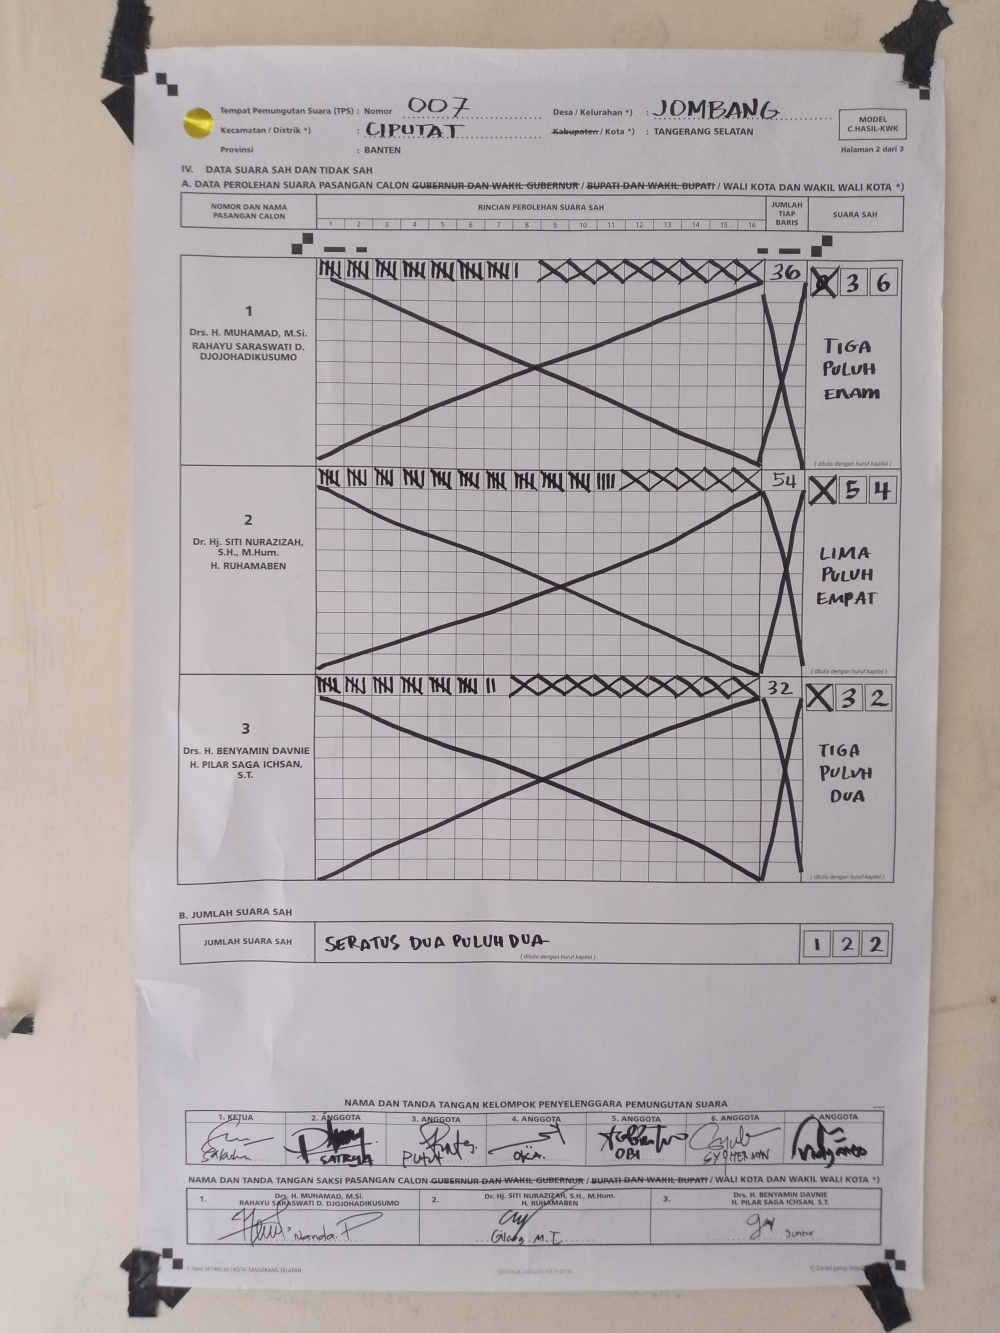 Tempat Pemungutan Suara (TPS) : Nomor 007 Desa / Kelurahan *) : JOMBANG
Kecamatan / Distrik *) : CIPUTAT Kabupaten / Kota *) : TANGERANG SELATAN
Provinsi : BANTEN
MODEL
C.HASIL-KWK
Halaman 2 dari 3
IV. DATA SUARA SAH DAN TIDAK SAH
A. DATA PEROLEHAN SUARA PASANGAN CALON GUBERNUR DAN WAKIL GUBERNUR / BUPATI DAN WAKIL BUPATI / WALI KOTA DAN WAKIL WALI KOTA *)
NOMOR DAN NAMA
PASANGAN CALON
RINCIAN PEROLEHAN SUARA SAH
1 2 3 4 5 6 7 8 9 10 11 12 13 14 15 16
JUMLAH
TIAP
BARIS
SUARA SAH
1
Drs. H. MUHAMAD, M.Si.
RAHAYU SARASWATI D.
DJOJOHADIKUSUMO
36
X 3 6
TIGA
PULUH
ENAM
( ditulis dengan huruf kapital )
2
Dr. Hj. SITI NURAZIZAH,
S.H., M.Hum.
H. RUHAMABEN
54
X 5 4
LIMA
PULUH
EMPAT
( ditulis dengan huruf kapital )
3
Drs. H. BENYAMIN DAVNIE
H. PILAR SAGA ICHSAN,
S.T.
32
X 3 2
TIGA
PULUH
DUA
( ditulis dengan huruf kapital )
B. JUMLAH SUARA SAH
JUMLAH SUARA SAH
SERATUS DUA PULUH DUA
( ditulis dengan huruf kapital )
1 2 2
NAMA DAN TANDA TANGAN KELOMPOK PENYELENGGARA PEMUNGUTAN SUARA
1. KETUA 2. ANGGOTA 3. ANGGOTA 4. ANGGOTA 5. ANGGOTA 6. ANGGOTA 7. ANGGOTA
SATRIYA OKA. OBI
NAMA DAN TANDA TANGAN SAKSI PASANGAN CALON GUBERNUR DAN WAKIL GUBERNUR / BUPATI DAN WAKIL BUPATI / WALI KOTA DAN WAKIL WALI KOTA *)
1. Drs. H. MUHAMAD, M.Si.
RAHAYU SARASWATI D. DJOJOHADIKUSUMO
Nanda P
2. Dr. Hj. SITI NURAZIZAH, S.H., M.Hum.
H. RUHAMABEN
Gilang M.I
3. Drs. H. BENYAMIN DAVNIE
H. PILAR SAGA ICHSAN, S.T.
guntur
KOTA TANGERANG SELATAN